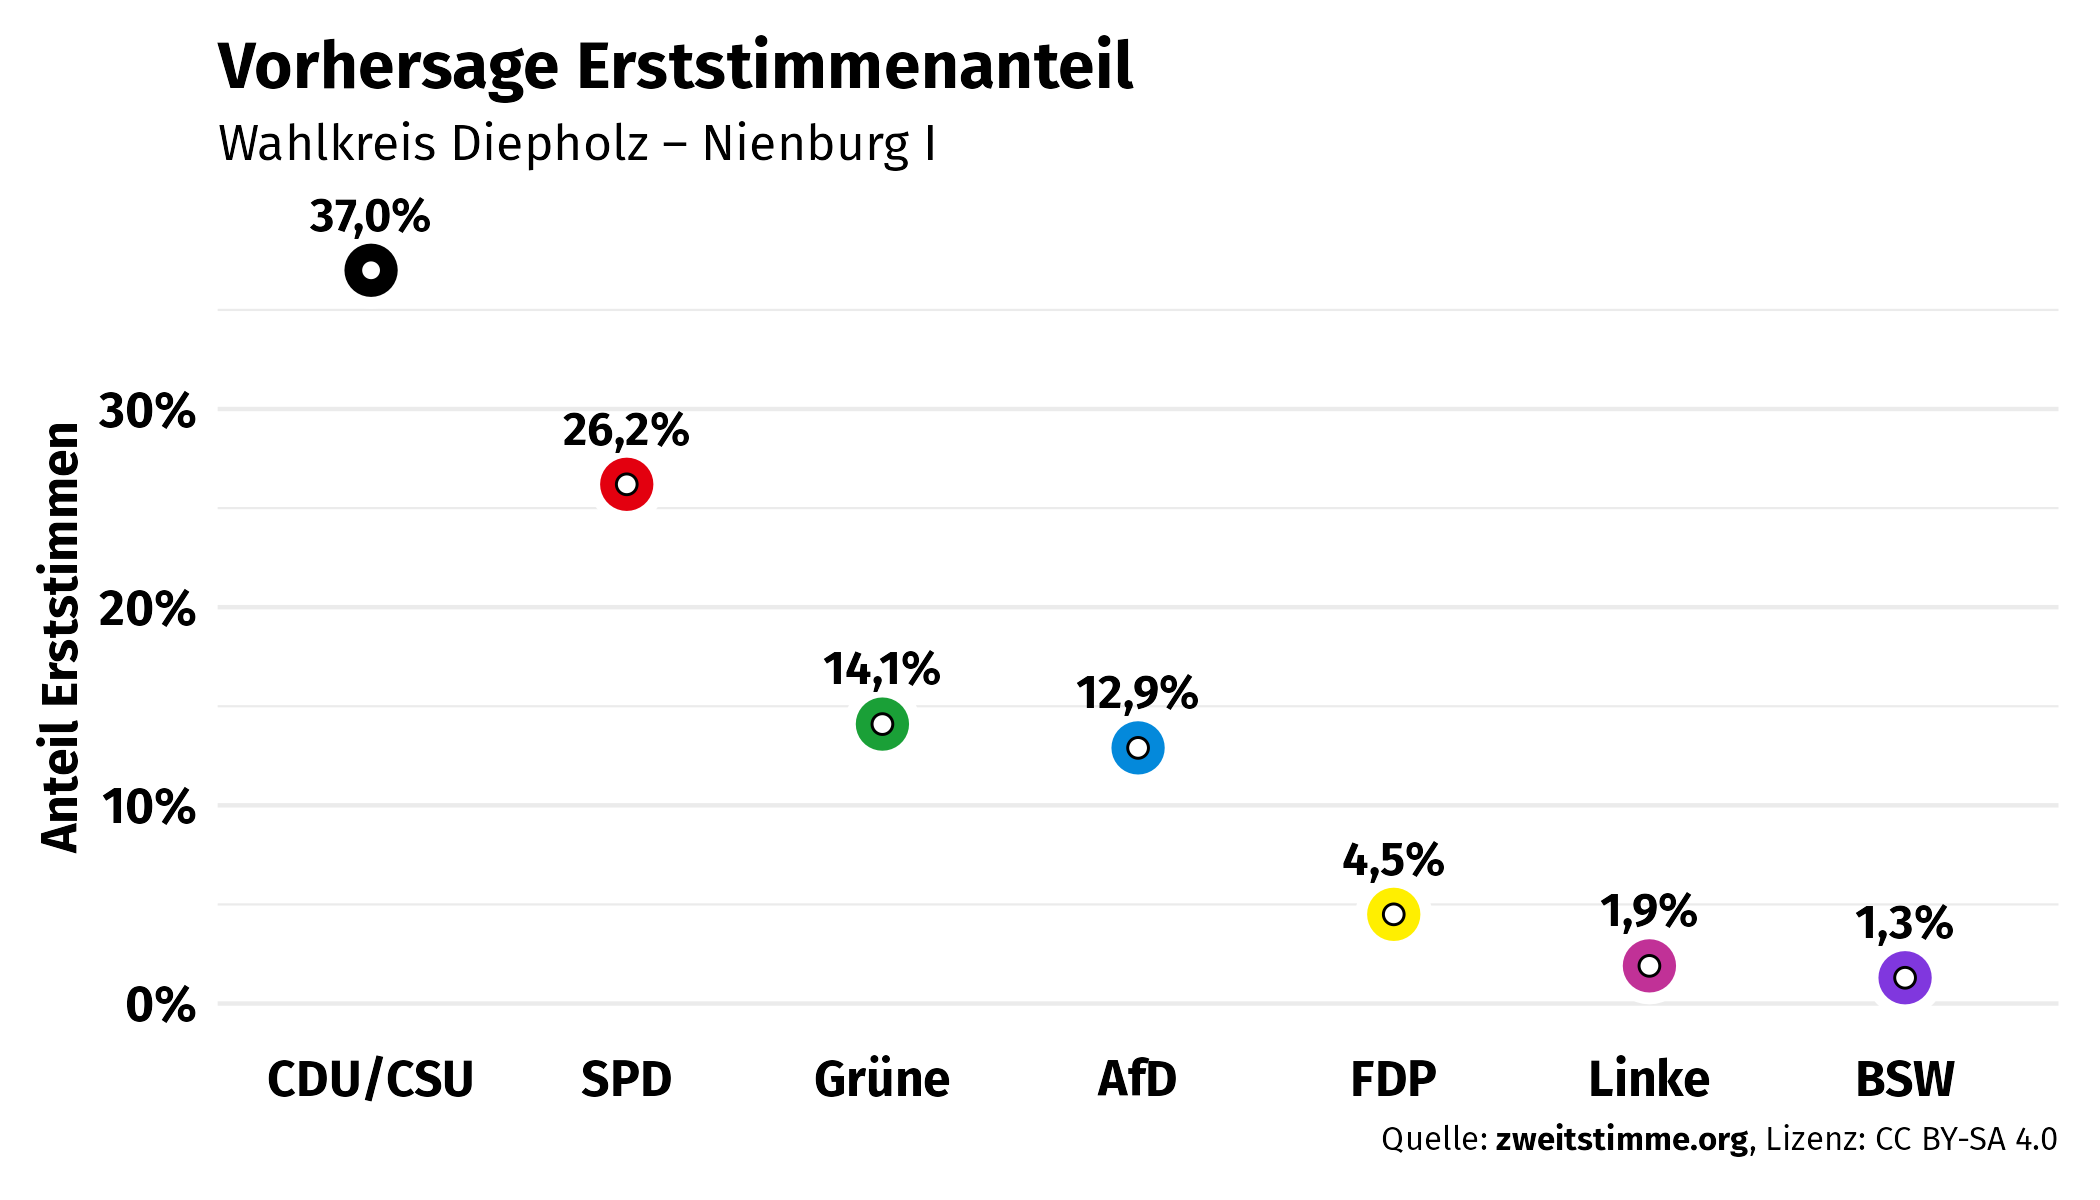 Vorhersage Erststimmenanteil
Wahlkreis Diepholz – Nienburg I
37,0%
30%
26,2%
20%
14,1%
12,9%
10%
4,5%
1,9%
1,3%
0%
Anteil Erststimmen
CDU/CSU SPD Grüne AfD FDP Linke BSW
Quelle: zweitstimme.org, Lizenz: CC BY-SA 4.0